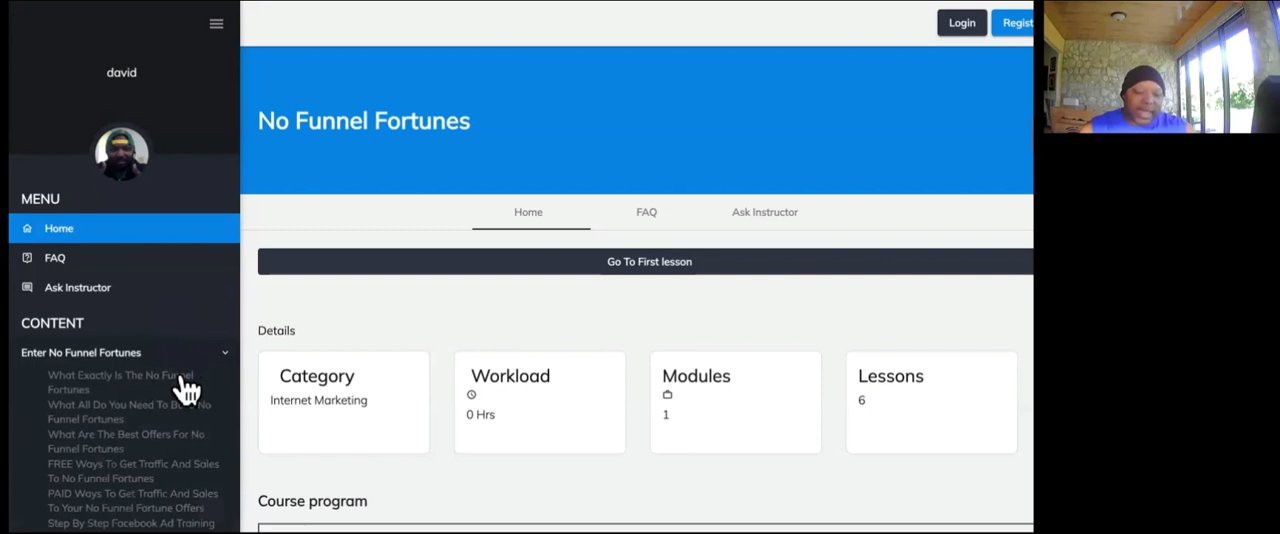 david
MENU
Home
FAQ
Ask Instructor
CONTENT
Enter No Funnel Fortunes
What Exactly Is The No Funnel
Fortunes
What All Do You Need To No
Funnel Fortunes
What Are The Best Offers For No
Funnel Fortunes
FREE Ways To Get Traffic And Sales
To No Funnel Fortunes
PAID Ways To Get Traffic And Sales
To Your No Funnel Fortune Offers
Step By Step Facebook Ad Training
Login
Regist
No Funnel Fortunes
Home
FAQ
Ask Instructor
Go To First lesson
Details
Category
Internet Marketing
Workload
0 Hrs
Modules
1
Lessons
6
Course program